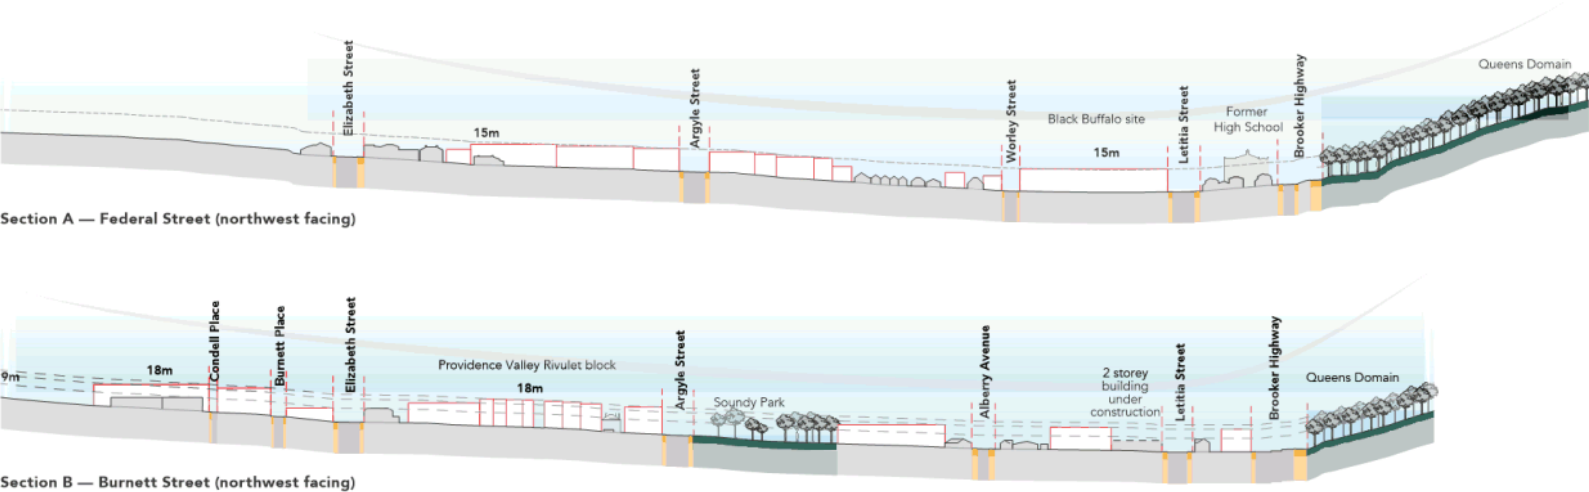 Elizabeth Street
15m
Argyle Street
Worley Street
Black Buffalo site
15m
Letitia Street
Former
High School
Brooker Highway
Queens Domain
Section A — Federal Street (northwest facing)
9m
18m
Condell Place
Burnett Place
Elizabeth Street
Providence Valley Rivulet block
18m
Argyle Street
Soundy Park
Alberry Avenue
2 storey
building
under
construction
Letitia Street
Brooker Highway
Queens Domain
Section B — Burnett Street (northwest facing)